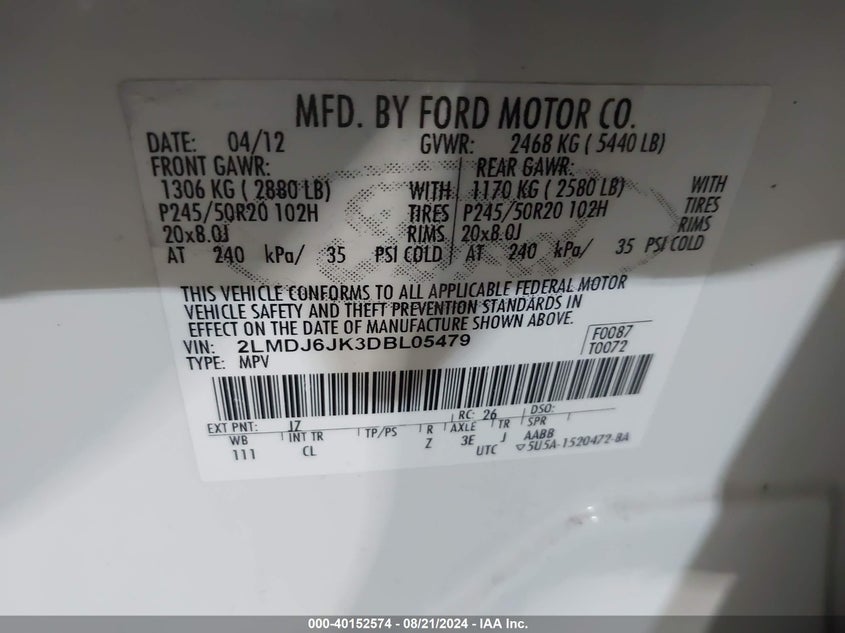 MFD. BY FORD MOTOR CO.
DATE: 04/12 GVWR: 2468 KG ( 5440 LB)
FRONT GAWR: REAR GAWR:
1306 KG ( 2880 LB) WITH 1170 KG ( 2580 LB) WITH
P245/50R20 102H TIRES P245/50R20 102H TIRES
20x8.0J RIMS 20x8.0J RIMS
AT 240 kPa/ 35 PSI COLD AT 240 kPa/ 35 PSI COLD
THIS VEHICLE CONFORMS TO ALL APPLICABLE FEDERAL MOTOR
VEHICLE SAFETY AND THEFT PREVENTION STANDARDS IN
EFFECT ON THE DATE OF MANUFACTURE SHOWN ABOVE.
VIN: 2LMDJ6JK3DBL05479 F0087
TYPE: MPV T0072
EXT PNT: JZ RC: 26 DSO:
WB INT TR TP/PS R AXLE TR SPR
111 CL Z 3E J AABB
UTC 5U5A-1520472-BA
000-40152574 - 08/21/2024 - IAA Inc.